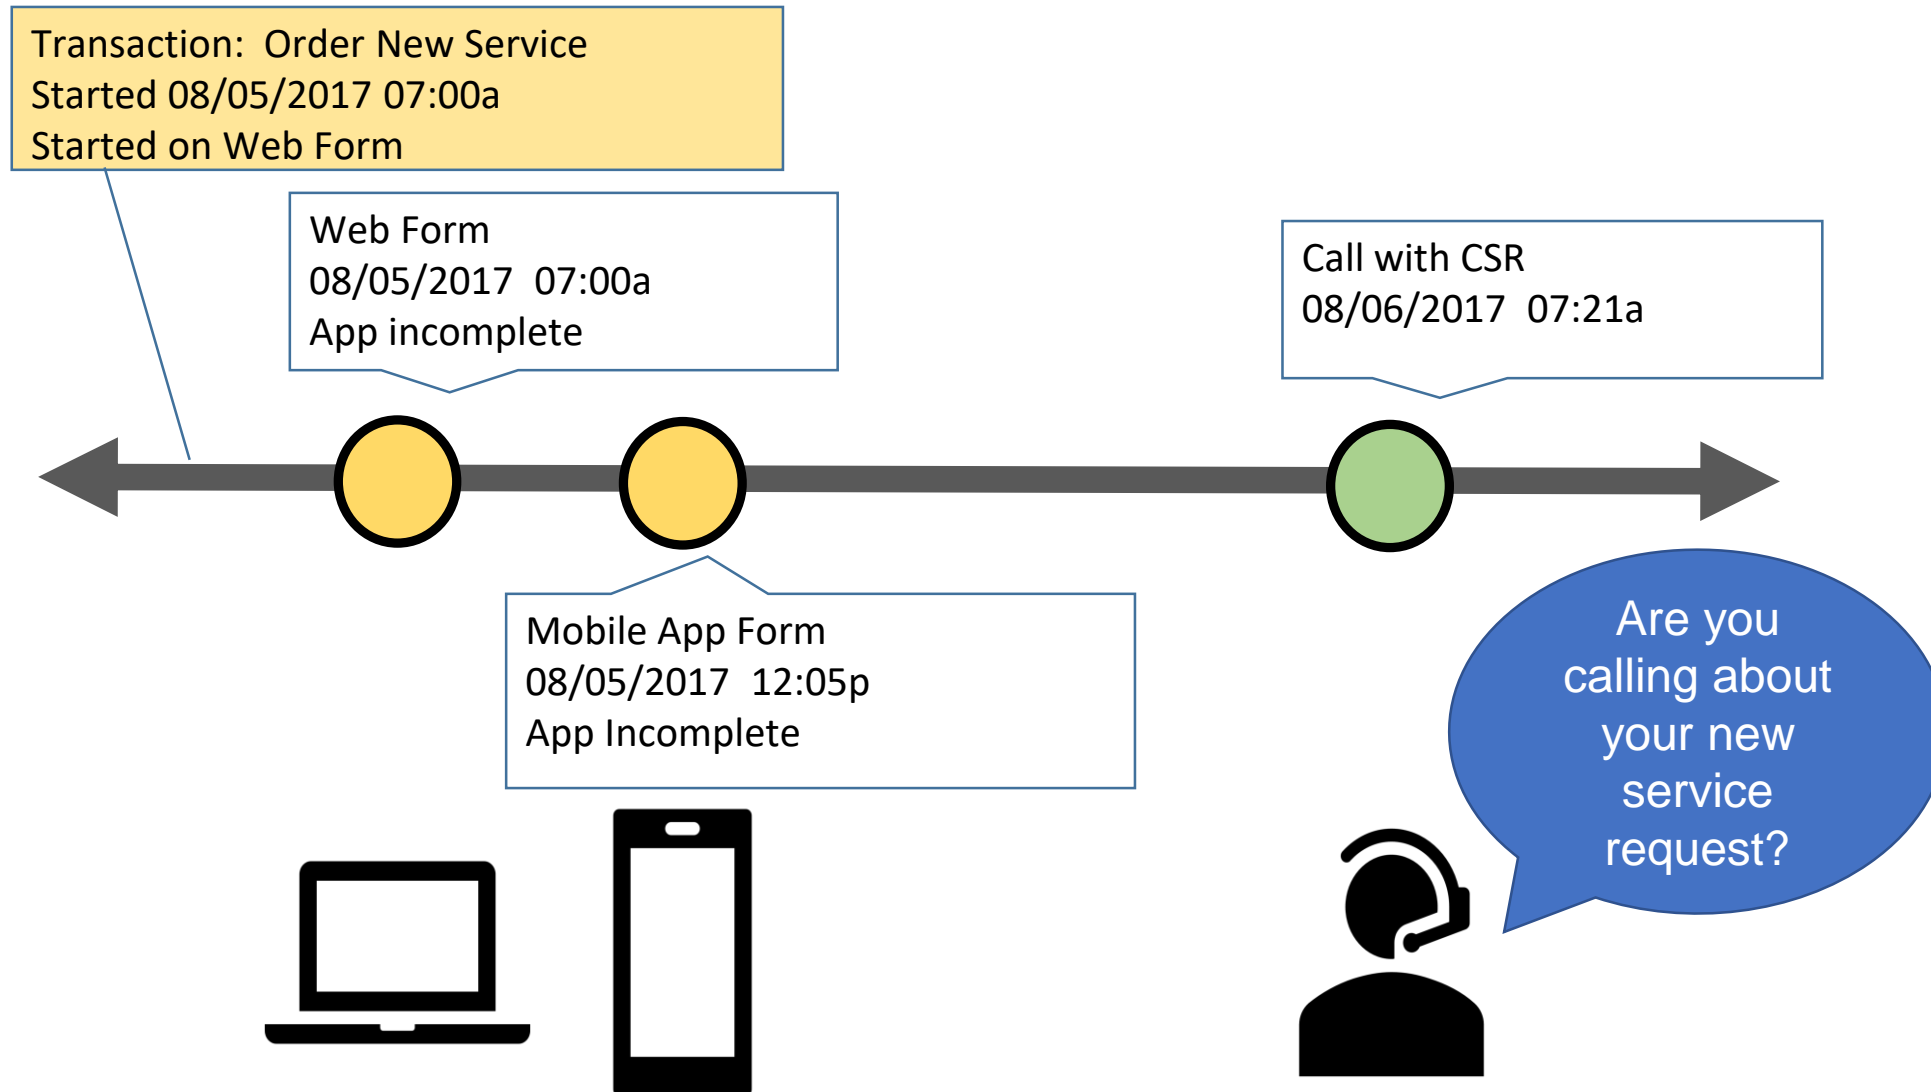 Transaction:  Order New Service
Started 08/05/2017 07:00a
Started on Web Form
Web Form
08/05/2017  07:00a
App incomplete
Call with CSR
08/06/2017  07:21a
Mobile App Form
08/05/2017  12:05p
App Incomplete
Are you
calling about
your new
service
request?